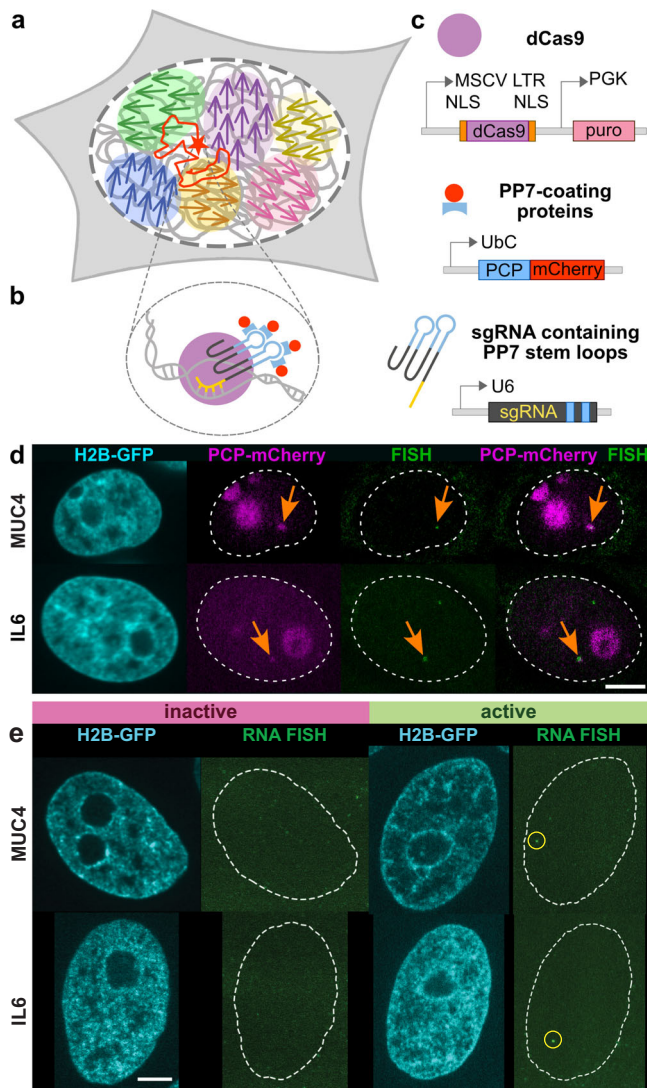 a
c
dCas9
MSCV LTR
PGK
NLS NLS
dCas9
puro
PP7-coating
proteins
UbC
PCP mCherry
b
sgRNA containing
PP7 stem loops
U6
sgRNA
d
H2B-GFP PCP-mCherry FISH PCP-mCherry FISH
MUC4
IL6
inactive active
e
H2B-GFP RNA FISH H2B-GFP RNA FISH
MUC4
IL6